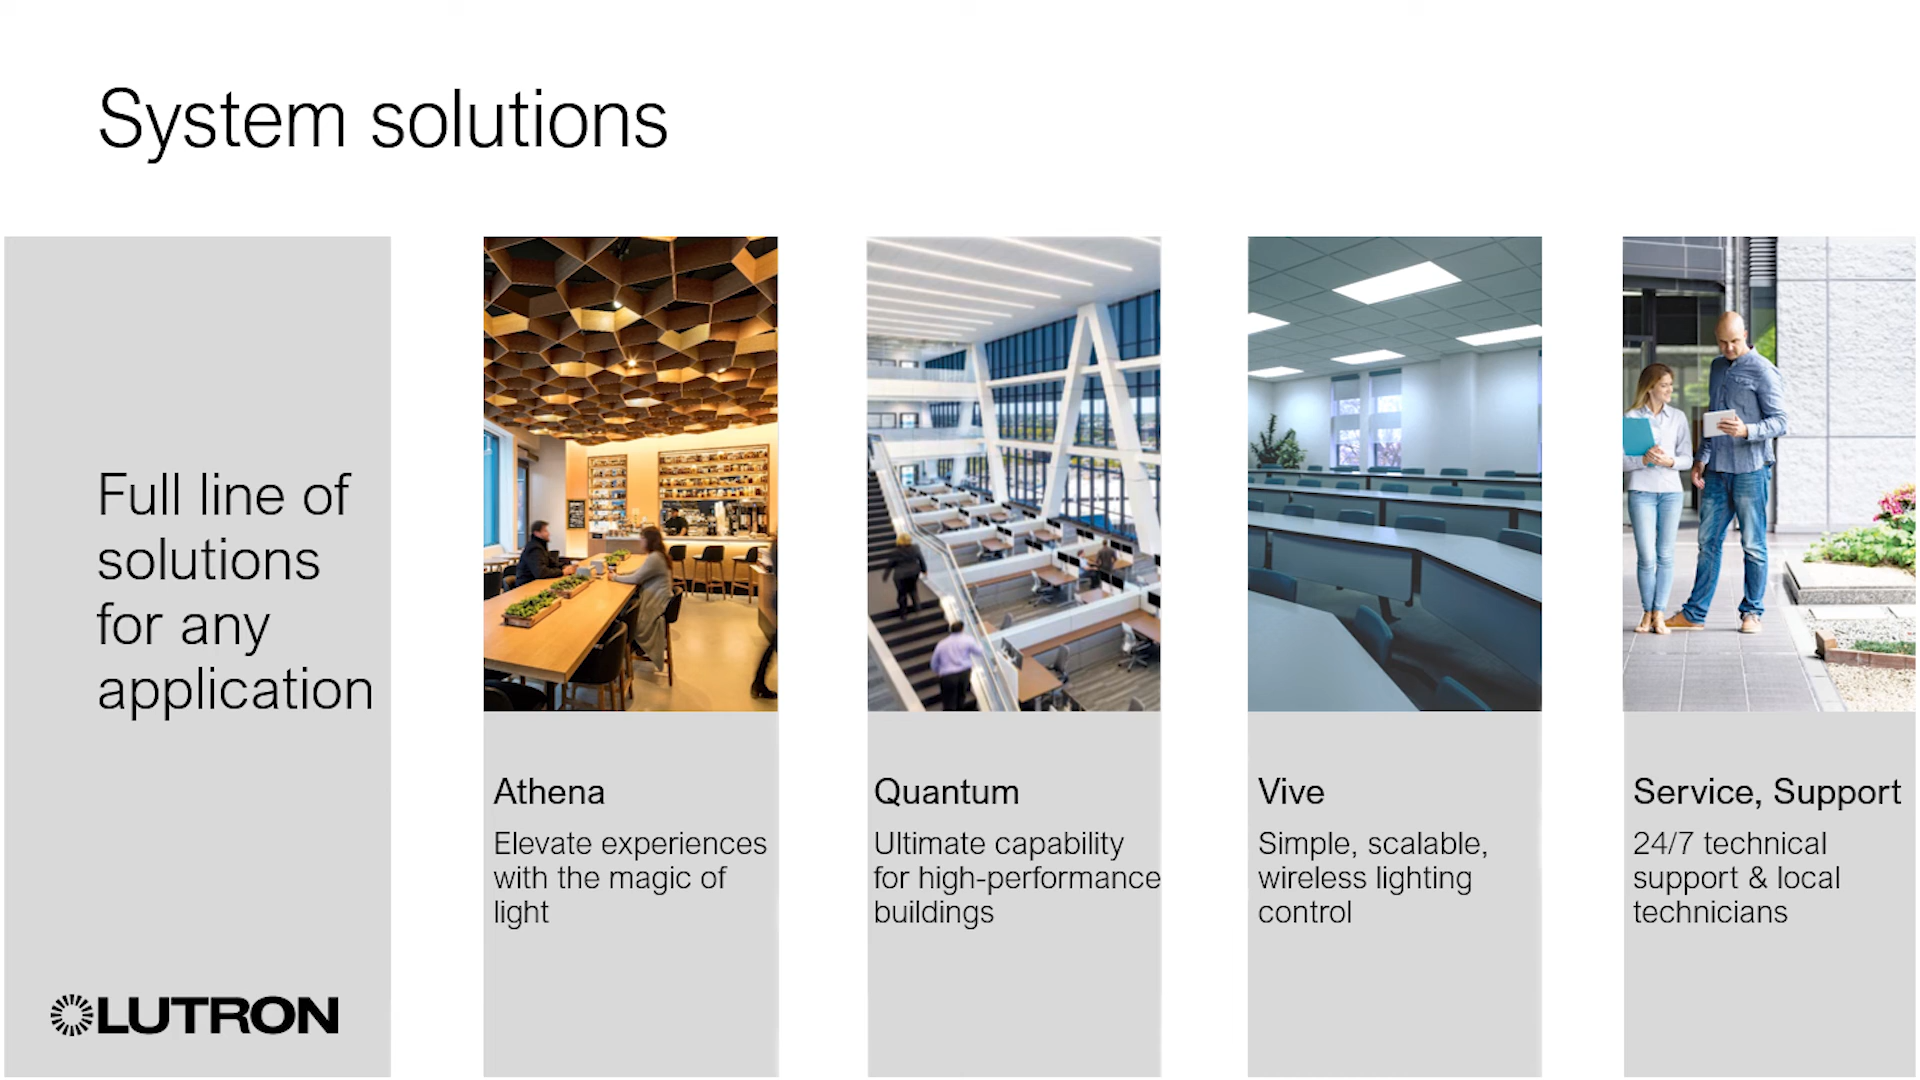 System solutions
Full line of
solutions
for any
application
LUTRON
Athena
Elevate experiences
with the magic of
light
Quantum
Ultimate capability
for high-performance
buildings
Vive
Simple, scalable,
wireless lighting
control
Service, Support
24/7 technical
support & local
technicians